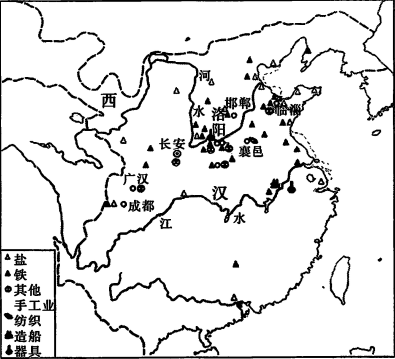 西
汉
河
水
江
水
邯郸
临淄
洛
阳
长安
襄邑
广汉
成都
盐
铁
其他
手工业
纺织
造船
器具